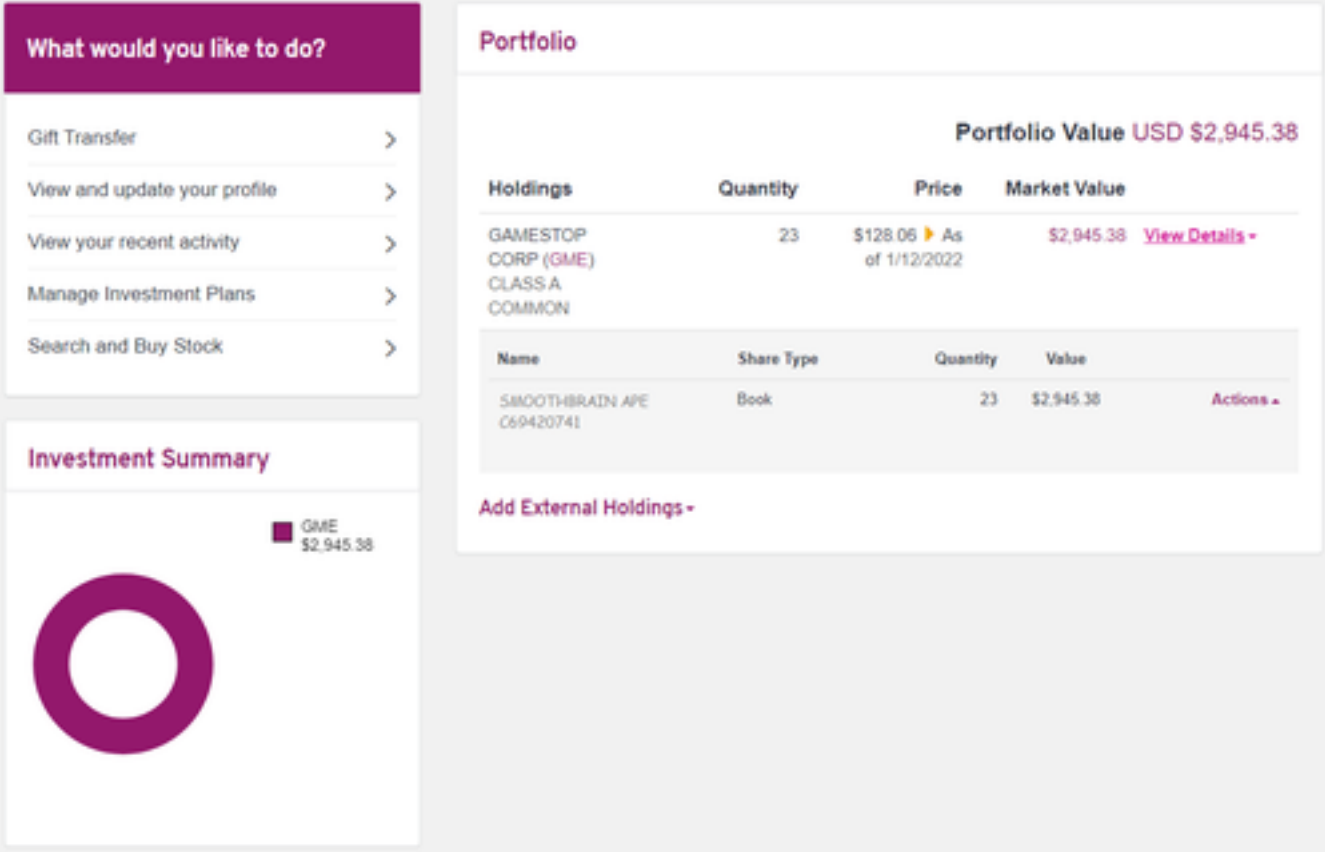 What would you like to do?
Gift Transfer
View and update your profile
View your recent activity
Manage Investment Plans
Search and Buy Stock
Investment Summary
GME
$2,945.38
Portfolio
Portfolio Value USD $2,945.38
Holdings Quantity Price Market Value
GAMESTOP 23 $128.06 As $2,945.38 View Details
CORP (GME) of 1/12/2022
CLASS A
COMMON
Name Share Type Quantity Value
SMOOTHBRAIN APE Book 23 $2,945.38 Actions
C69420741
Add External Holdings